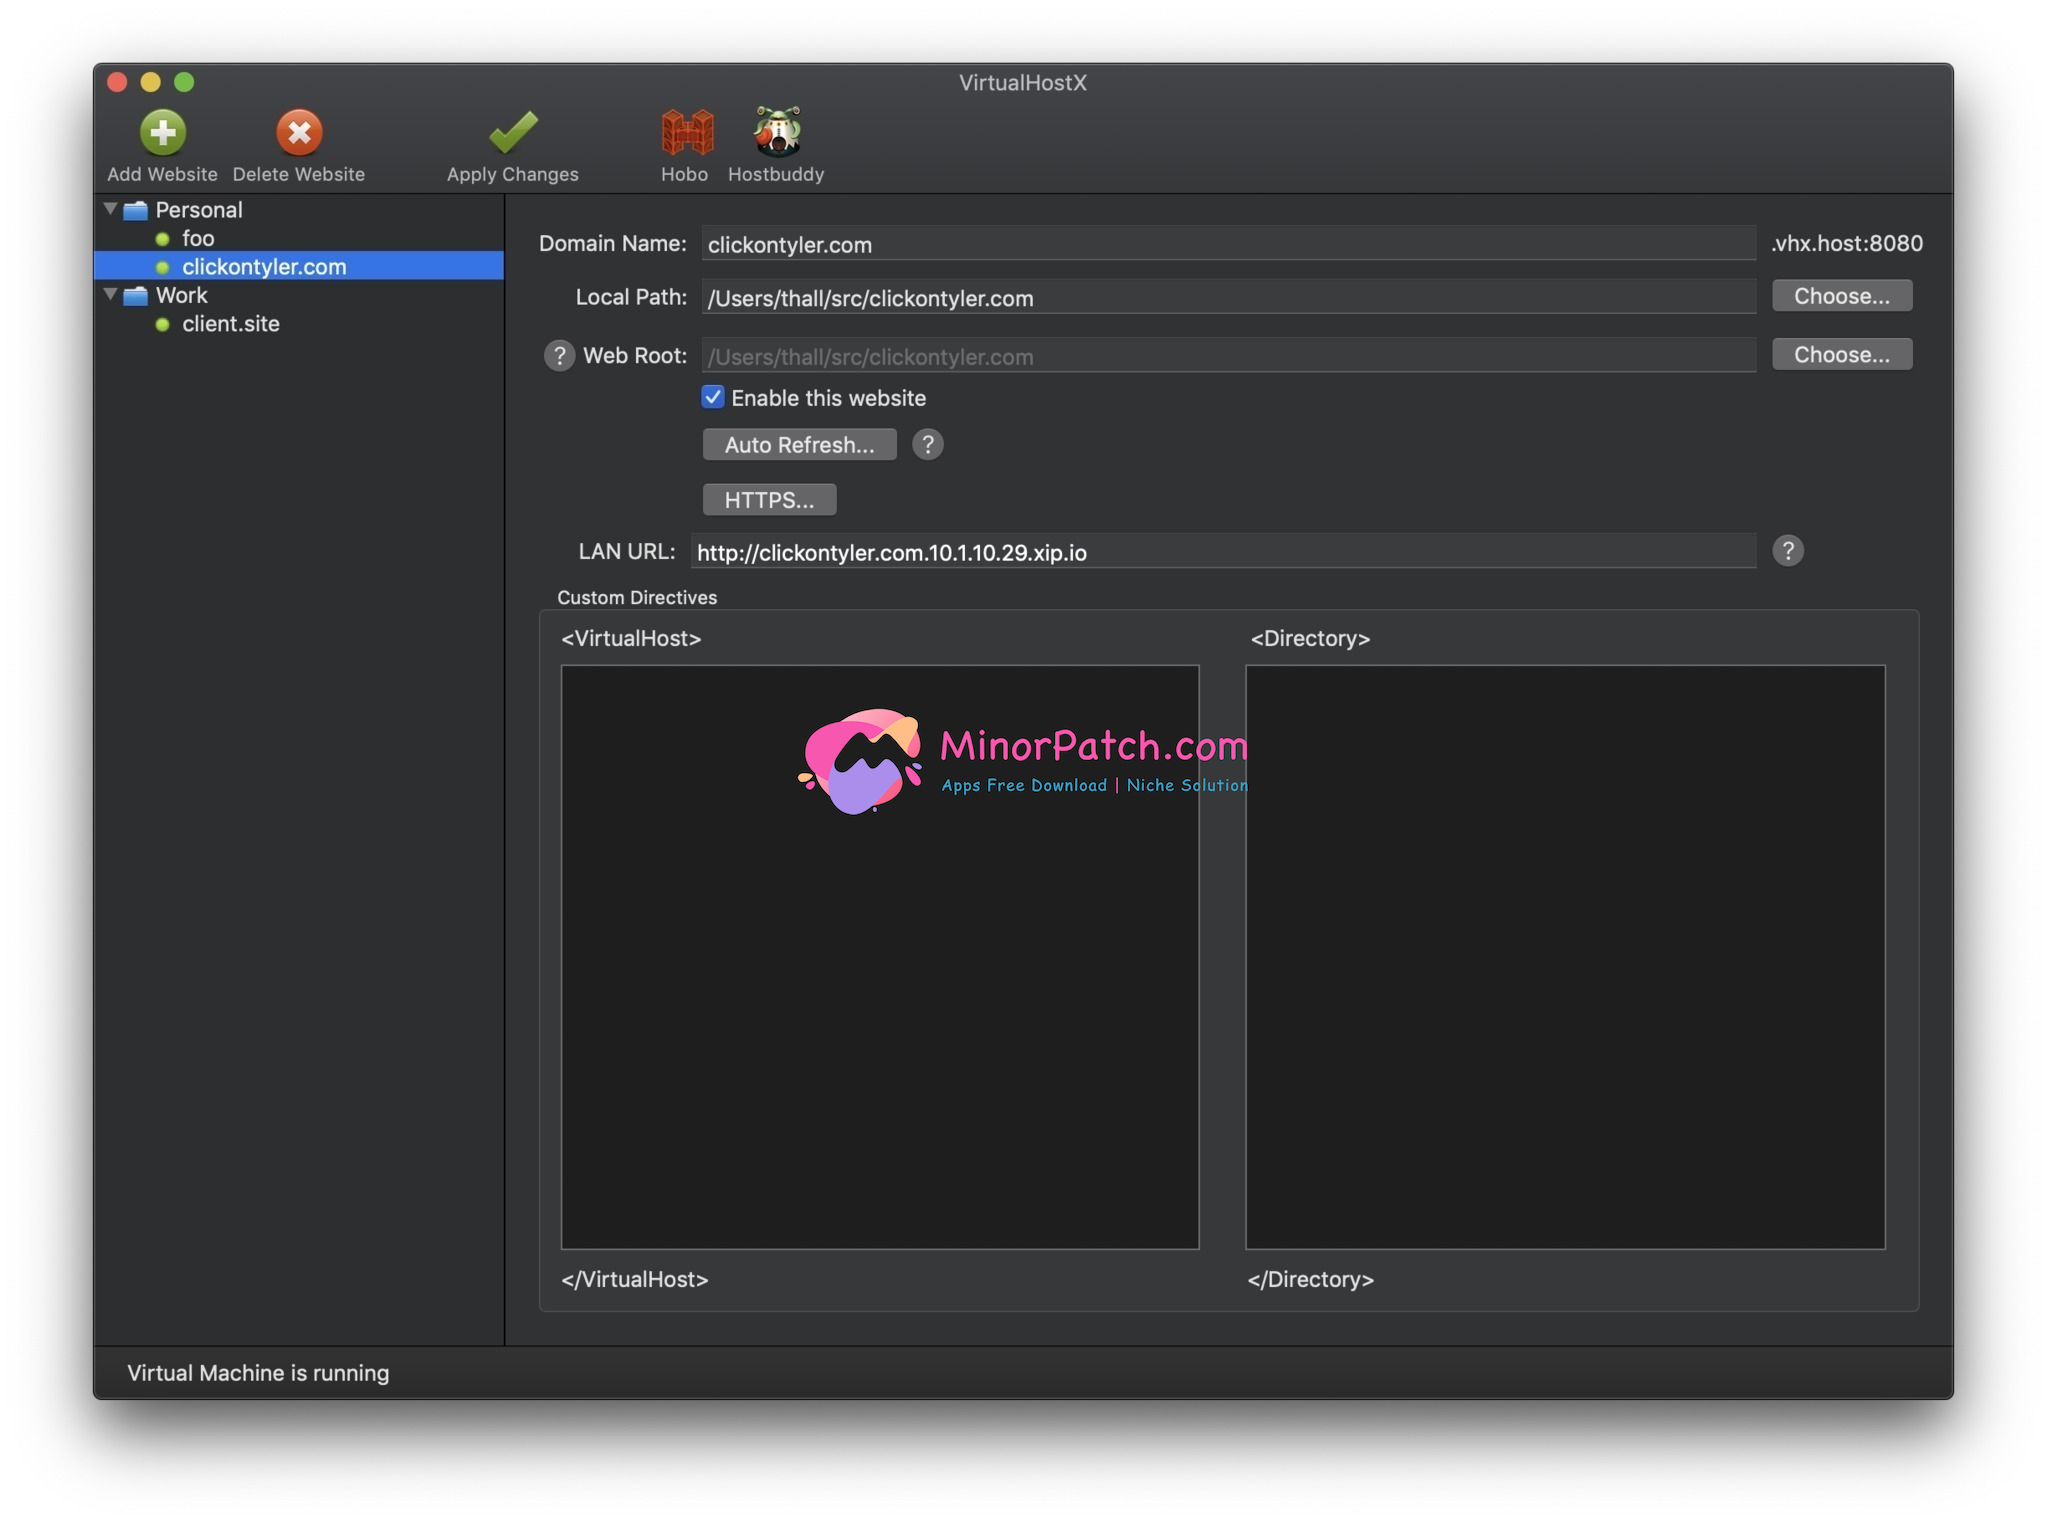 VirtualHostX
Add Website
Delete Website
Apply Changes
Hobo
Hostbuddy
Personal
foo
clickontyler.com
Work
client.site
Domain Name: clickontyler.com .vhx.host:8080
Local Path: /Users/thall/src/clickontyler.com Choose...
? Web Root: /Users/thall/src/clickontyler.com Choose...
Enable this website
Auto Refresh... ?
HTTPS...
LAN URL: http://clickontyler.com.10.1.10.29.xip.io ?
Custom Directives
<VirtualHost>
<Directory>
MinorPatch.com
Apps Free Download | Niche Solution
</VirtualHost>
</Directory>
Virtual Machine is running